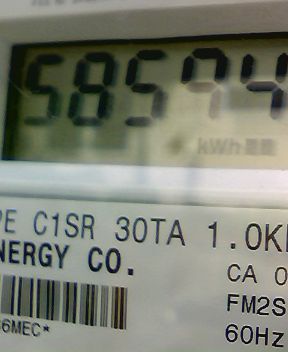 58574
kWh
PE C1SR 30TA 1.0K
NERGY CO.
CA 0
FM2S
6MEC*
60Hz